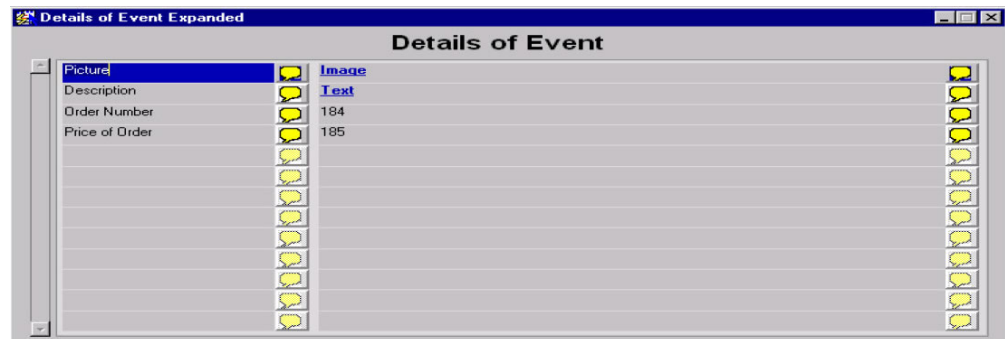 Details of Event Expanded
Details of Event
Picture Image
Description Text
Order Number 184
Price of Order 185